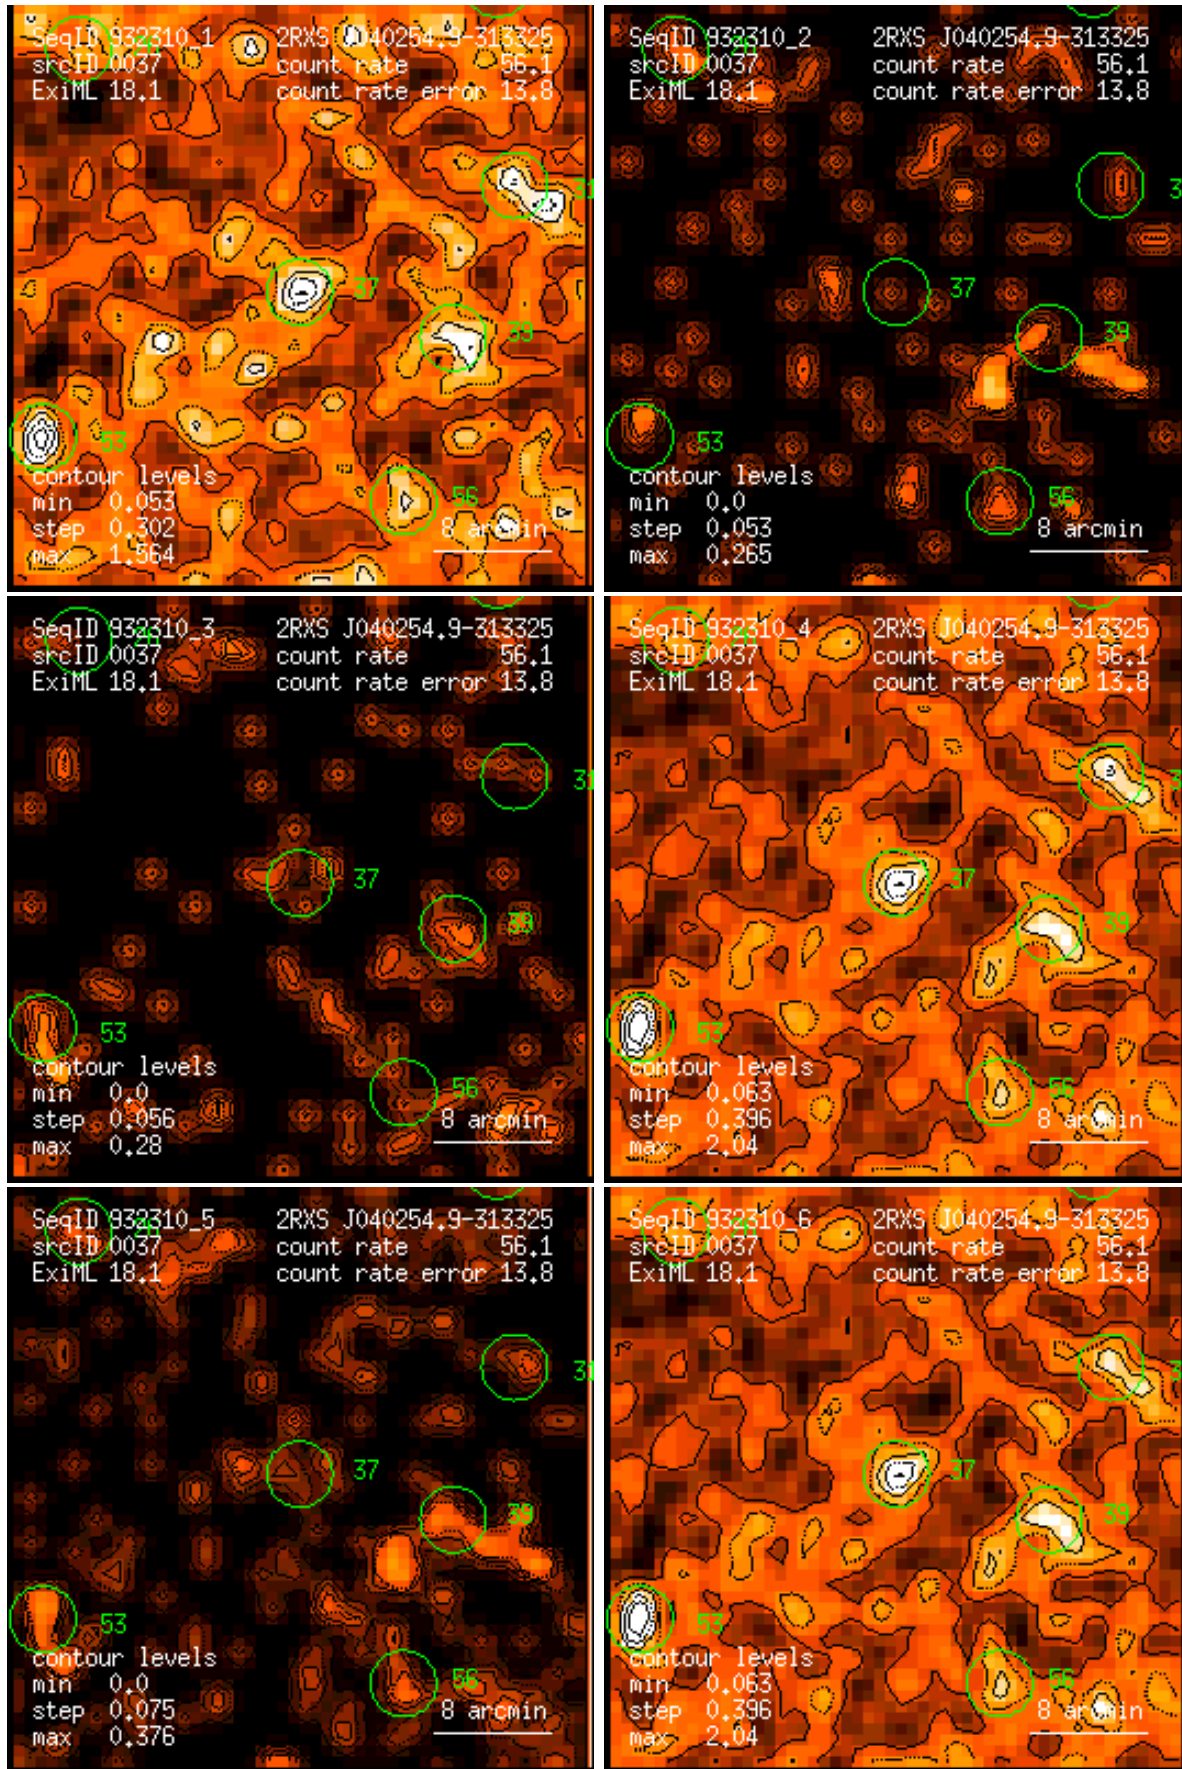 SeqID 932310_1 2RXS J040254.9-313325
srcID 0037 count rate 56.1
ExiML 18.1 count rate error 13.8
31
37
39
53
contour levels
min 0.053
56
step 0.302 8 arcmin
max 1.564
SeqID 932310_2 2RXS J040254.9-313325
srcID 0037 count rate 56.1
ExiML 18.1 count rate error 13.8
3
37
39
53
contour levels
min 0.0
56
step 0.053 8 arcmin
max 0.265
SeqID 932310_3 2RXS J040254.9-313325
srcID 0037 count rate 56.1
ExiML 18.1 count rate error 13.8
31
37
39
53
contour levels
min 0.0
56
step 0.056 8 arcmin
max 0.28
SeqID 932310_4 2RXS J040254.9-313325
srcID 0037 count rate 56.1
ExiML 18.1 count rate error 13.8
3
37
39
53
contour levels
min 0.063
56
step 0.396 8 arcmin
max 2.04
SeqID 932310_5 2RXS J040254.9-313325
srcID 0037 count rate 56.1
ExiML 18.1 count rate error 13.8
31
37
39
53
contour levels
min 0.0
56
step 0.075 8 arcmin
max 0.376
SeqID 932310_6 2RXS J040254.9-313325
srcID 0037 count rate 56.1
ExiML 18.1 count rate error 13.8
3
37
39
53
contour levels
min 0.063
56
step 0.396 8 arcmin
max 2.04